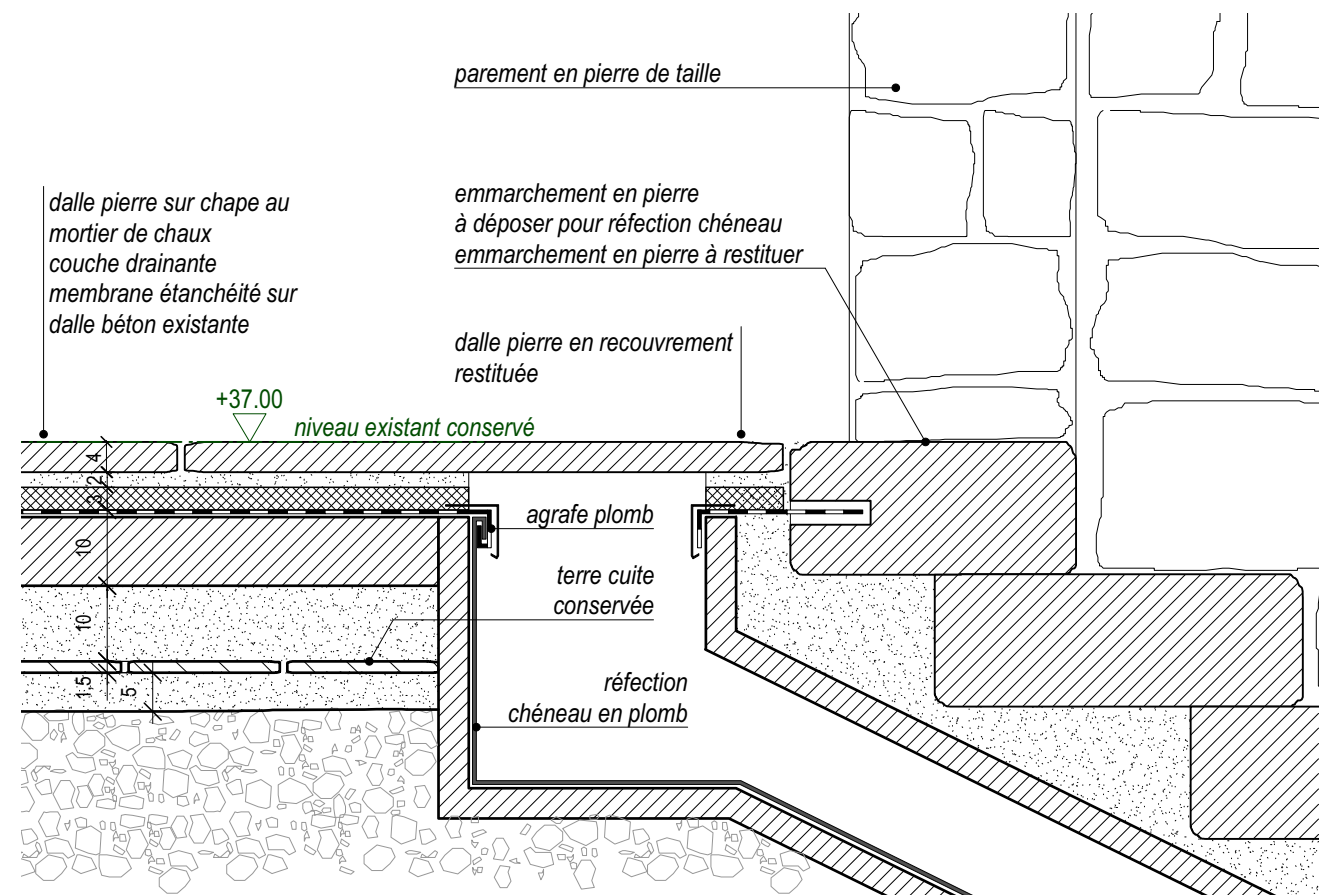 parement en pierre de taille
dalle pierre sur chape au
mortier de chaux
couche drainante
membrane étanchéité sur
dalle béton existante
emmarchement en pierre
à déposer pour réfection chéneau
emmarchement en pierre à restituer
dalle pierre en recouvrement
restituée
+37.00
niveau existant conservé
4
2
3
10
10
1,5
5
agrafe plomb
terre cuite
conservée
réfection
chéneau en plomb